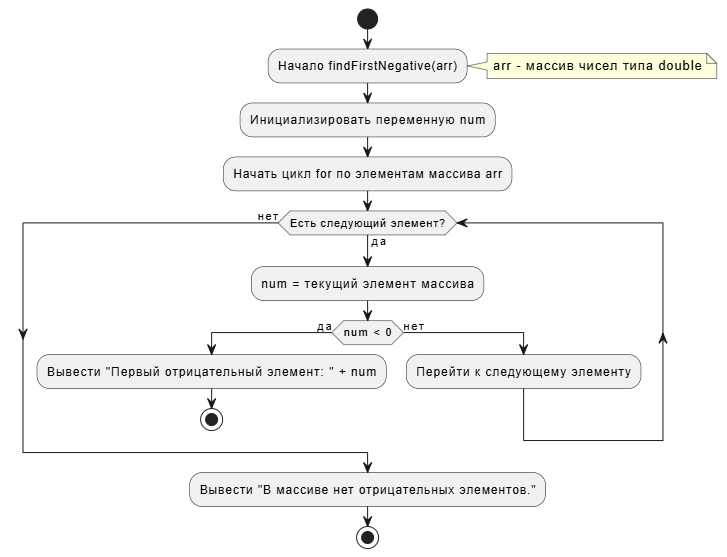 Начало findFirstNegative(arr)
arr - массив чисел типа double
Инициализировать переменную num
Начать цикл for по элементам массива arr
нет
Есть следующий элемент?
да
num = текущий элемент массива
да
num < 0
нет
Вывести "Первый отрицательный элемент: " + num
Перейти к следующему элементу
Вывести "В массиве нет отрицательных элементов."